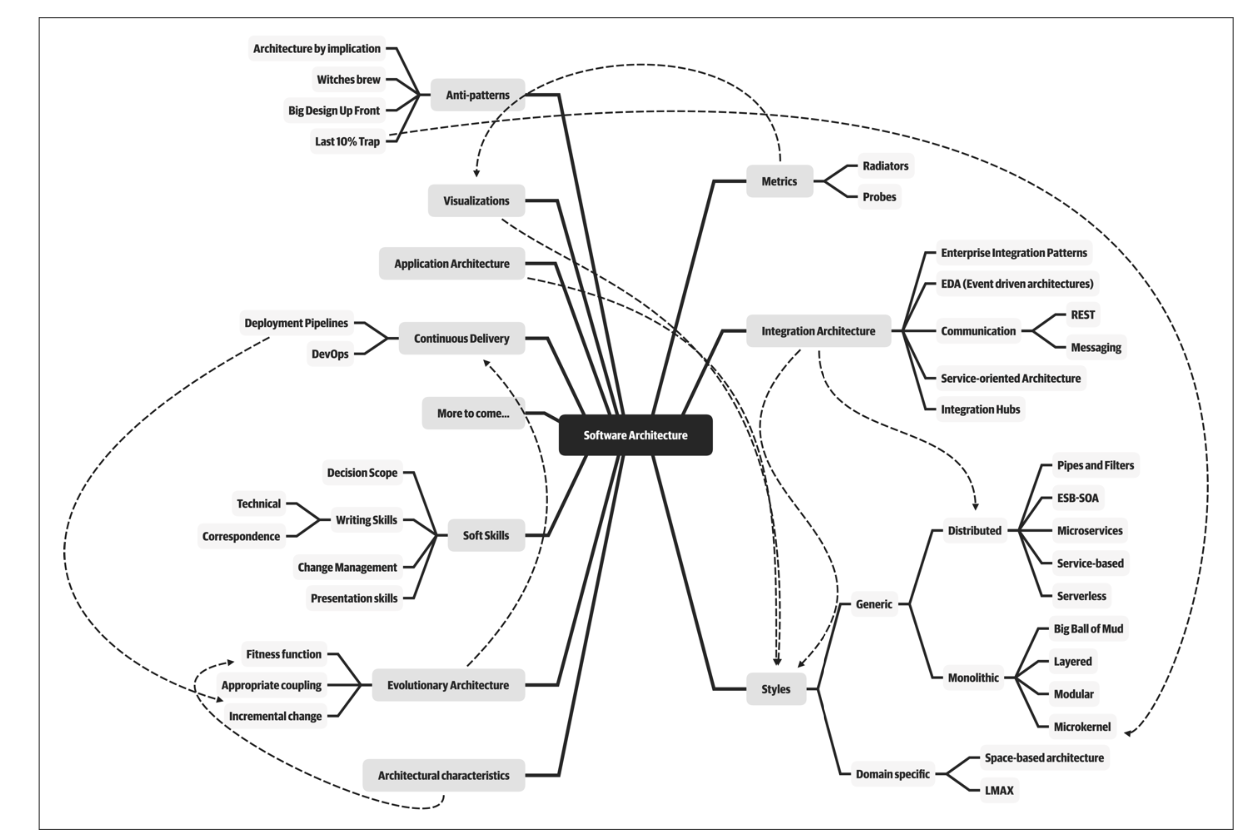 Architecture by implication
Witches brew
Big Design Up Front
Last 10% Trap
Anti-patterns
Visualizations
Application Architecture
Deployment Pipelines
DevOps
Continuous Delivery
More to come...
Software Architecture
Decision Scope
Technical
Correspondence
Writing Skills
Change Management
Presentation skills
Soft Skills
Fitness function
Appropriate coupling
Incremental change
Evolutionary Architecture
Architectural characteristics
Metrics
Radiators
Probes
Integration Architecture
Enterprise Integration Patterns
EDA (Event driven architectures)
Communication
REST
Messaging
Service-oriented Architecture
Integration Hubs
Styles
Generic
Distributed
Pipes and Filters
ESB-SOA
Microservices
Service-based
Serverless
Monolithic
Big Ball of Mud
Layered
Modular
Microkernel
Domain specific
Space-based architecture
LMAX